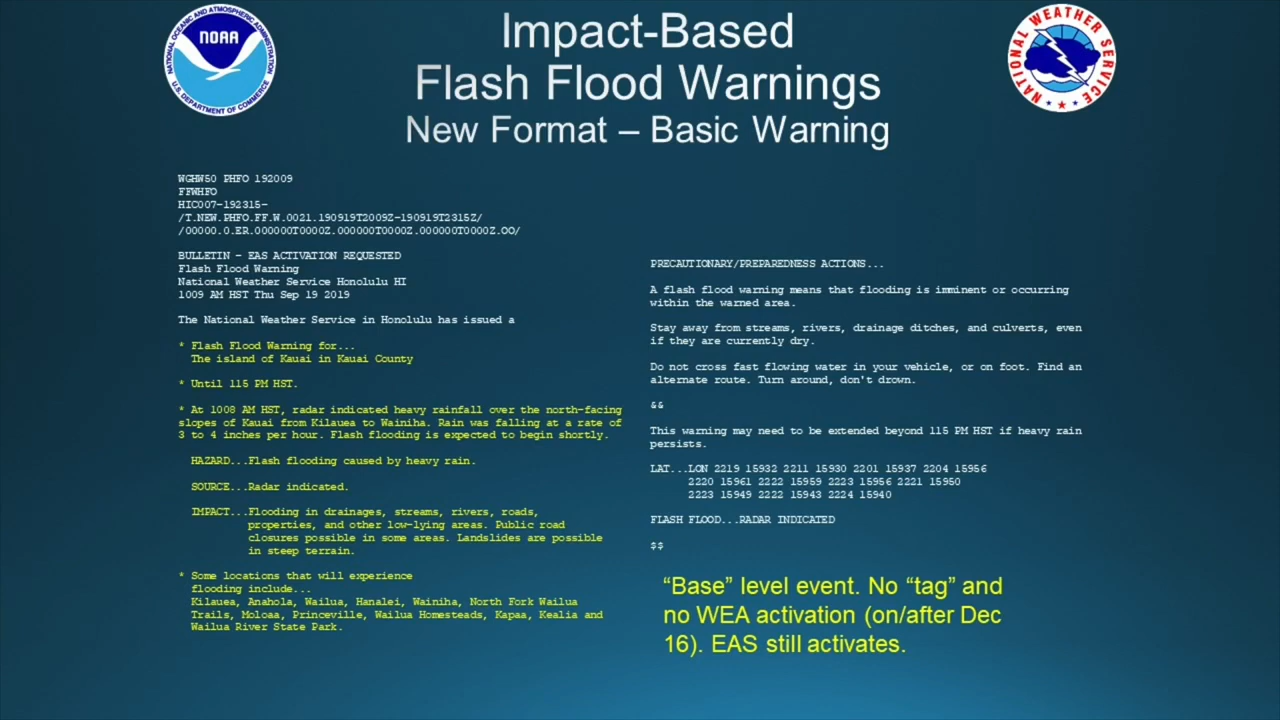 NATIONAL OCEANIC AND ATMOSPHERIC ADMINISTRATION
NOAA
U.S. DEPARTMENT OF COMMERCE
Impact-Based
Flash Flood Warnings
New Format – Basic Warning
NATIONAL WEATHER SERVICE
WGHW50 PHFO 192009
FFWHFO
HIC007-192315-
/T.NEW.PHFO.FF.W.0021.190919T2009Z-190919T2315Z/
/00000.0.ER.000000T0000Z.000000T0000Z.000000T0000Z.OO/
BULLETIN - EAS ACTIVATION REQUESTED
Flash Flood Warning
National Weather Service Honolulu HI
1009 AM HST Thu Sep 19 2019
The National Weather Service in Honolulu has issued a
* Flash Flood Warning for...
The island of Kauai in Kauai County
* Until 115 PM HST.
* At 1008 AM HST, radar indicated heavy rainfall over the north-facing
slopes of Kauai from Kilauea to Wainiha. Rain was falling at a rate of
3 to 4 inches per hour. Flash flooding is expected to begin shortly.
HAZARD...Flash flooding caused by heavy rain.
SOURCE...Radar indicated.
IMPACT...Flooding in drainages, streams, rivers, roads,
properties, and other low-lying areas. Public road
closures possible in some areas. Landslides are possible
in steep terrain.
* Some locations that will experience
flooding include...
Kilauea, Anahola, Wailua, Hanalei, Wainiha, North Fork Wailua
Trails, Moloaa, Princeville, Wailua Homesteads, Kapaa, Kealia and
Wailua River State Park.
PRECAUTIONARY/PREPAREDNESS ACTIONS...
A flash flood warning means that flooding is imminent or occurring
within the warned area.
Stay away from streams, rivers, drainage ditches, and culverts, even
if they are currently dry.
Do not cross fast flowing water in your vehicle, or on foot. Find an
alternate route. Turn around, don't drown.
&&
This warning may need to be extended beyond 115 PM HST if heavy rain
persists.
LAT...LON 2219 15932 2211 15930 2201 15937 2204 15956
2220 15961 2222 15959 2223 15956 2221 15950
2223 15949 2222 15943 2224 15940
FLASH FLOOD...RADAR INDICATED
$$
“Base” level event. No “tag” and
no WEA activation (on/after Dec
16). EAS still activates.